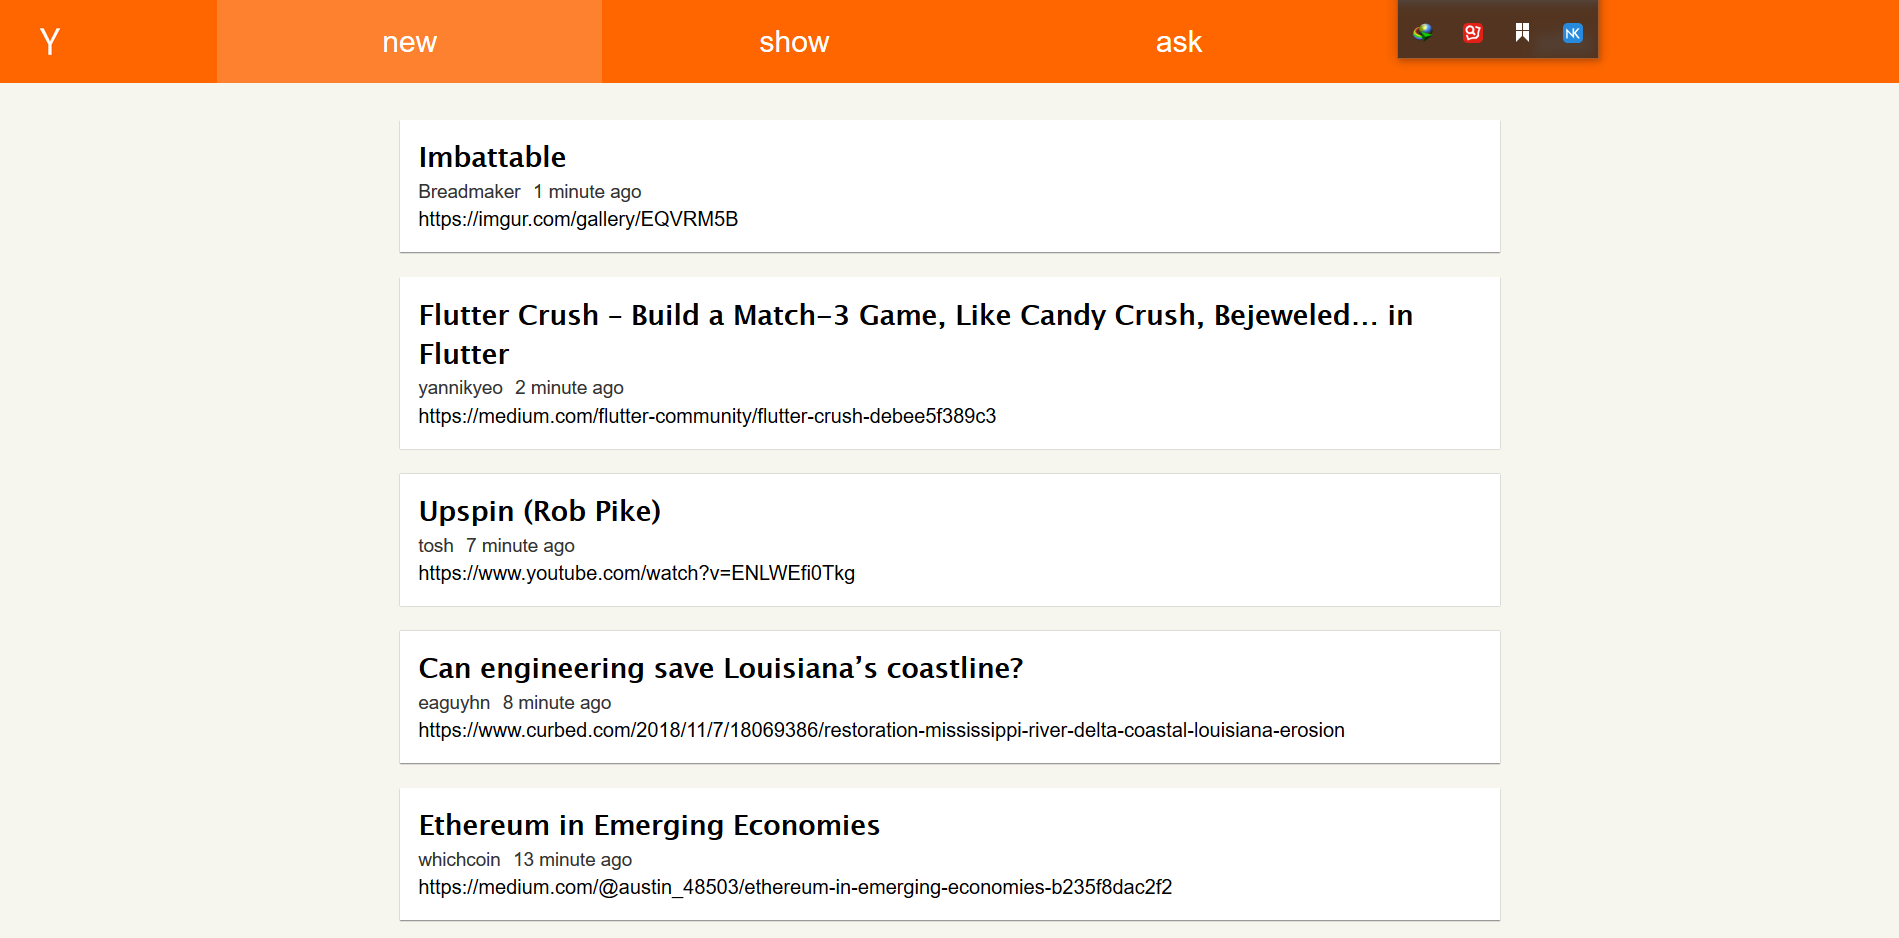 Y new show ask
Imbattable
Breadmaker 1 minute ago
https://imgur.com/gallery/EQVRM5B
Flutter Crush – Build a Match-3 Game, Like Candy Crush, Bejeweled… in
Flutter
yannikyeo 2 minute ago
https://medium.com/flutter-community/flutter-crush-debee5f389c3
Upspin (Rob Pike)
tosh 7 minute ago
https://www.youtube.com/watch?v=ENLWEfi0Tkg
Can engineering save Louisiana’s coastline?
eaguyhn 8 minute ago
https://www.curbed.com/2018/11/7/18069386/restoration-mississippi-river-delta-coastal-louisiana-erosion
Ethereum in Emerging Economies
whichcoin 13 minute ago
https://medium.com/@austin_48503/ethereum-in-emerging-economies-b235f8dac2f2